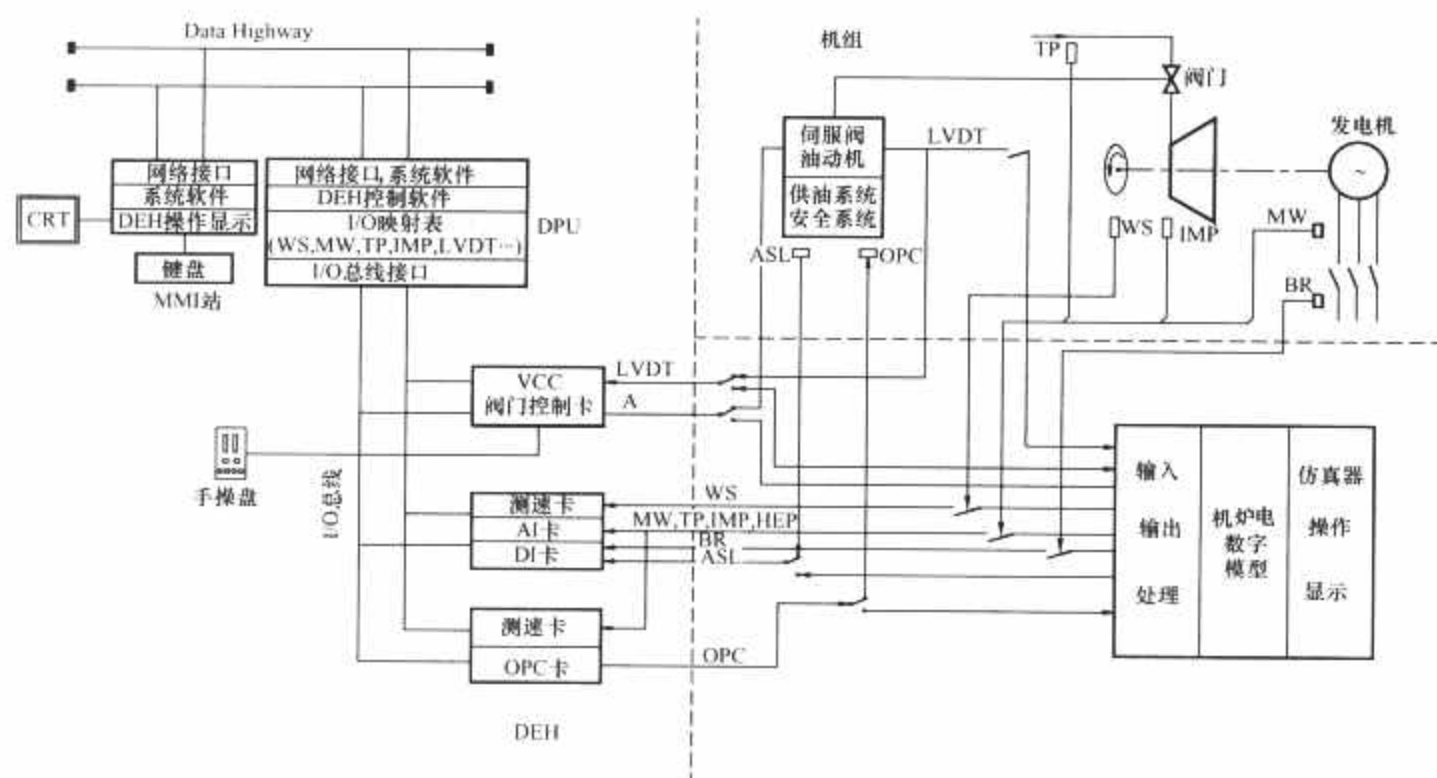 Data Highway
网络接口
系统软件
DEH操作显示
CRT
键盘
MMI站
网络接口,系统软件
DEH控制软件
I/O映射表
(WS,MW,TP,IMP,LVDT…)
I/O总线接口
DPU
机组
TP
阀门
伺服阀
油动机
供油系统
安全系统
LVDT
发电机
~
ASL
OPC
WS
IMP
MW
BR
VCC
阀门控制卡
LVDT
A
手操盘
I/O总线
测速卡
AI卡
DI卡
WS
MW,TP,IMP,HEP
BR
ASL
测速卡
OPC卡
OPC
DEH
输入
输出
处理
机炉电
数字
模型
仿真器
操作
显示